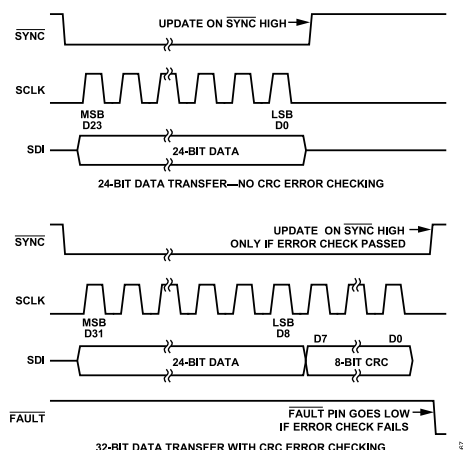 UPDATE ON SYNC HIGH
SYNC
SCLK
MSB
D23
LSB
D0
SDI
24-BIT DATA
24-BIT DATA TRANSFER—NO CRC ERROR CHECKING
UPDATE ON SYNC HIGH
ONLY IF ERROR CHECK PASSED
SYNC
SCLK
MSB
D31
LSB
D8
D7
D0
SDI
24-BIT DATA
8-BIT CRC
FAULT
FAULT PIN GOES LOW
IF ERROR CHECK FAILS
32-BIT DATA TRANSFER WITH CRC ERROR CHECKING